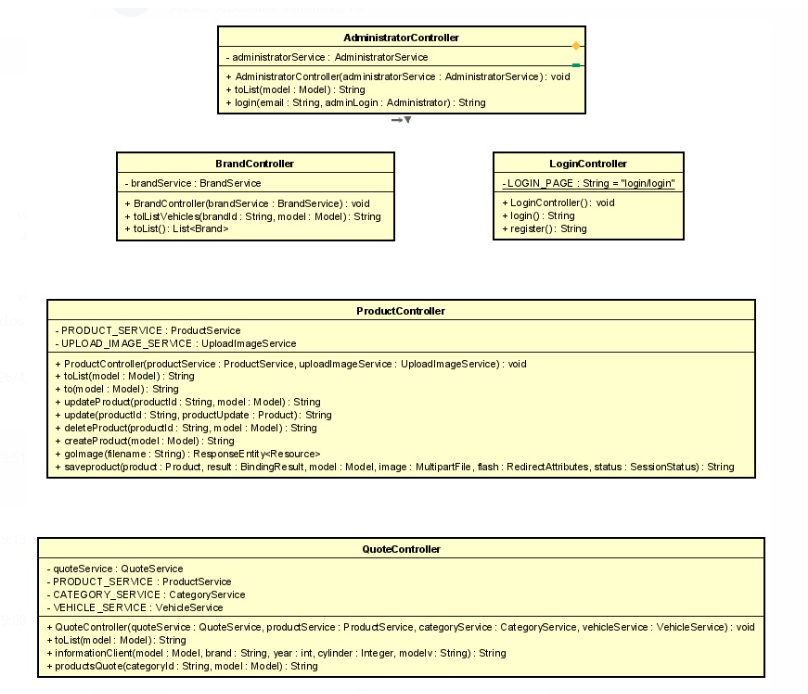 AdministratorController
- administratorService : AdministratorService
+ AdministratorController(administratorService : AdministratorService) : void
+ toList(model : Model) : String
+ login(email : String, adminLogin : Administrator) : String
BrandController
- brandService : BrandService
+ BrandController(brandService : BrandService) : void
+ tolListVehicles(brandId : String, model : Model) : String
+ toList() : List<Brand>
LoginController
- LOGIN_PAGE : String = "login/login"
+ LoginController() : void
+ login() : String
+ register() : String
ProductController
- PRODUCT_SERVICE : ProductService
- UPLOAD_IMAGE_SERVICE : UploadImageService
+ ProductController(productService : ProductService, uploadImageService : UploadImageService) : void
+ toList(model : Model) : String
+ to(model : Model) : String
+ updateProduct(productId : String, model : Model) : String
+ update(productId : String, productUpdate : Product) : String
+ deleteProduct(productId : String, model : Model) : String
+ createProduct(model : Model) : String
+ goImage(filename : String) : ResponseEntity<Resource>
+ saveproduct(product : Product, result : BindingResult, model : Model, image : MultipartFile, flash : RedirectAttributes, status : SessionStatus) : String
QuoteController
- quoteService : QuoteService
- PRODUCT_SERVICE : ProductService
- CATEGORY_SERVICE : CategoryService
- VEHICLE_SERVICE : VehicleService
+ QuoteController(quoteService : QuoteService, productService : ProductService, categoryService : CategoryService, vehicleService : VehicleService) : void
+ toList(model : Model) : String
+ informationClient(model : Model, brand : String, year : int, cylinder : Integer, modelv : String) : String
+ productsQuote(categoryId : String, model : Model) : String